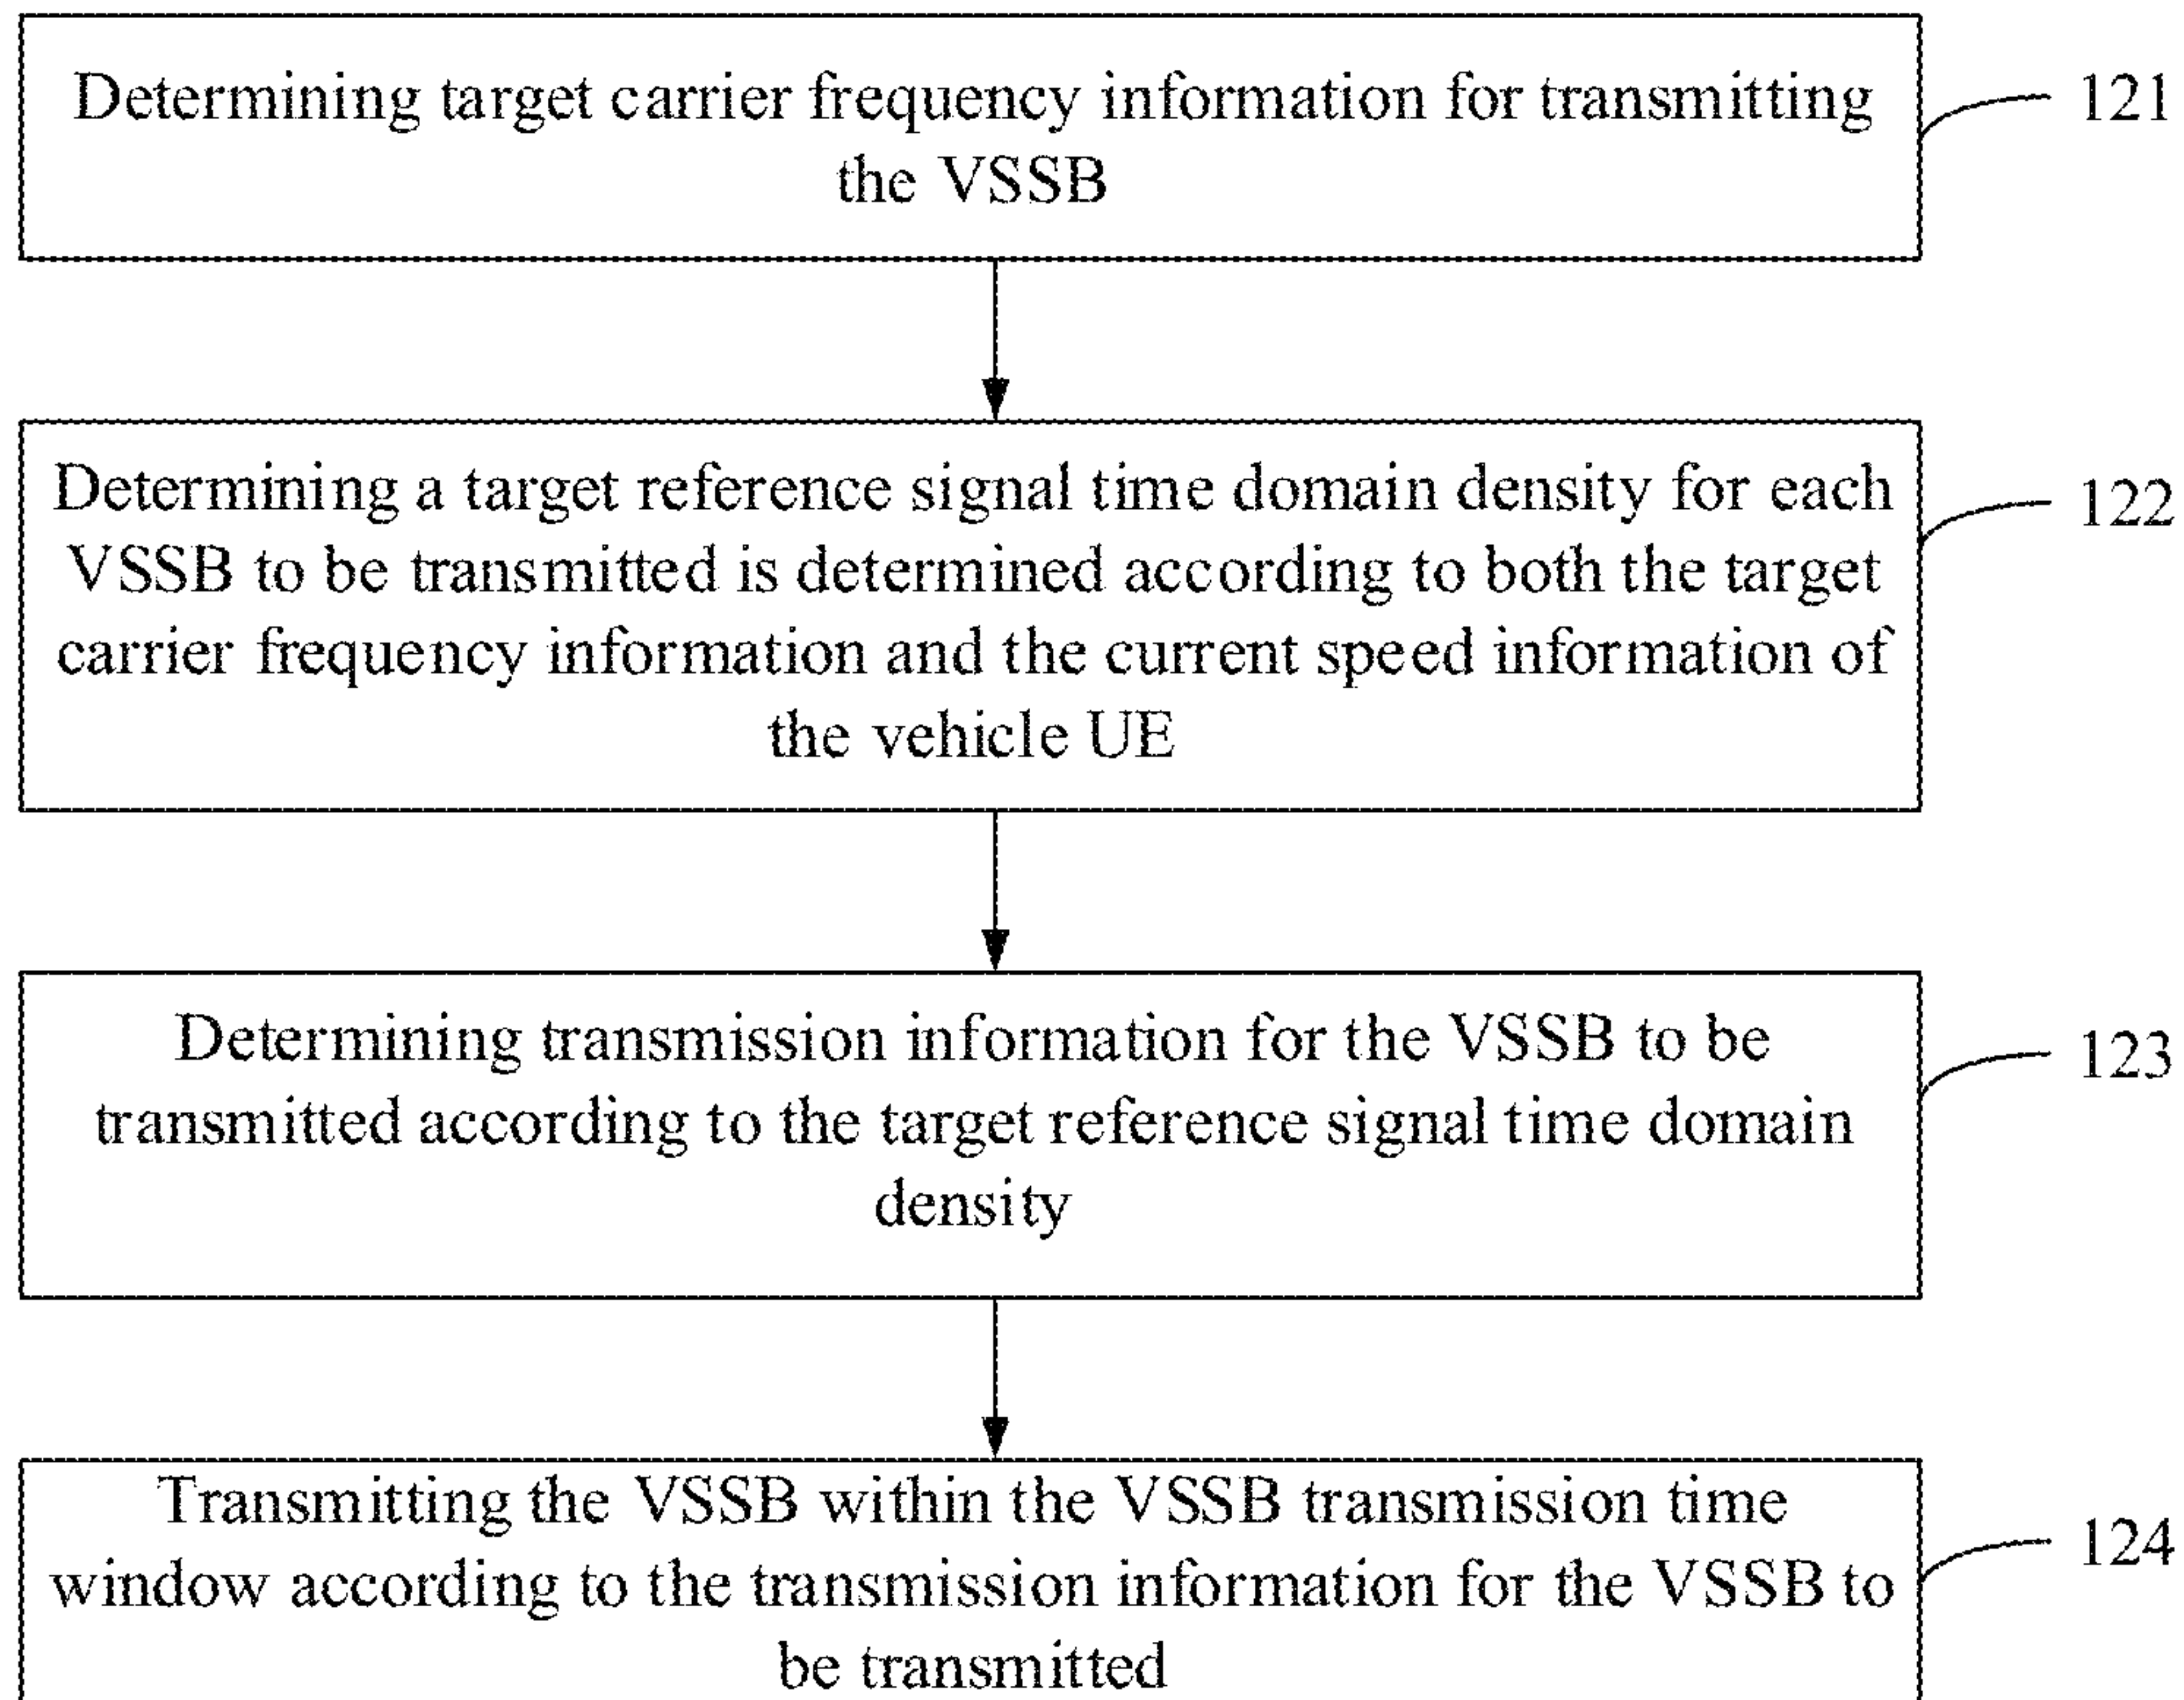 Determining target carrier frequency information for transmitting
the VSSB
121
Determining a target reference signal time domain density for each
VSSB to be transmitted is determined according to both the target
carrier frequency information and the current speed information of
the vehicle UE
122
Determining transmission information for the VSSB to be
transmitted according to the target reference signal time domain
density
123
Transmitting the VSSB within the VSSB transmission time
window according to the transmission information for the VSSB to
be transmitted
124